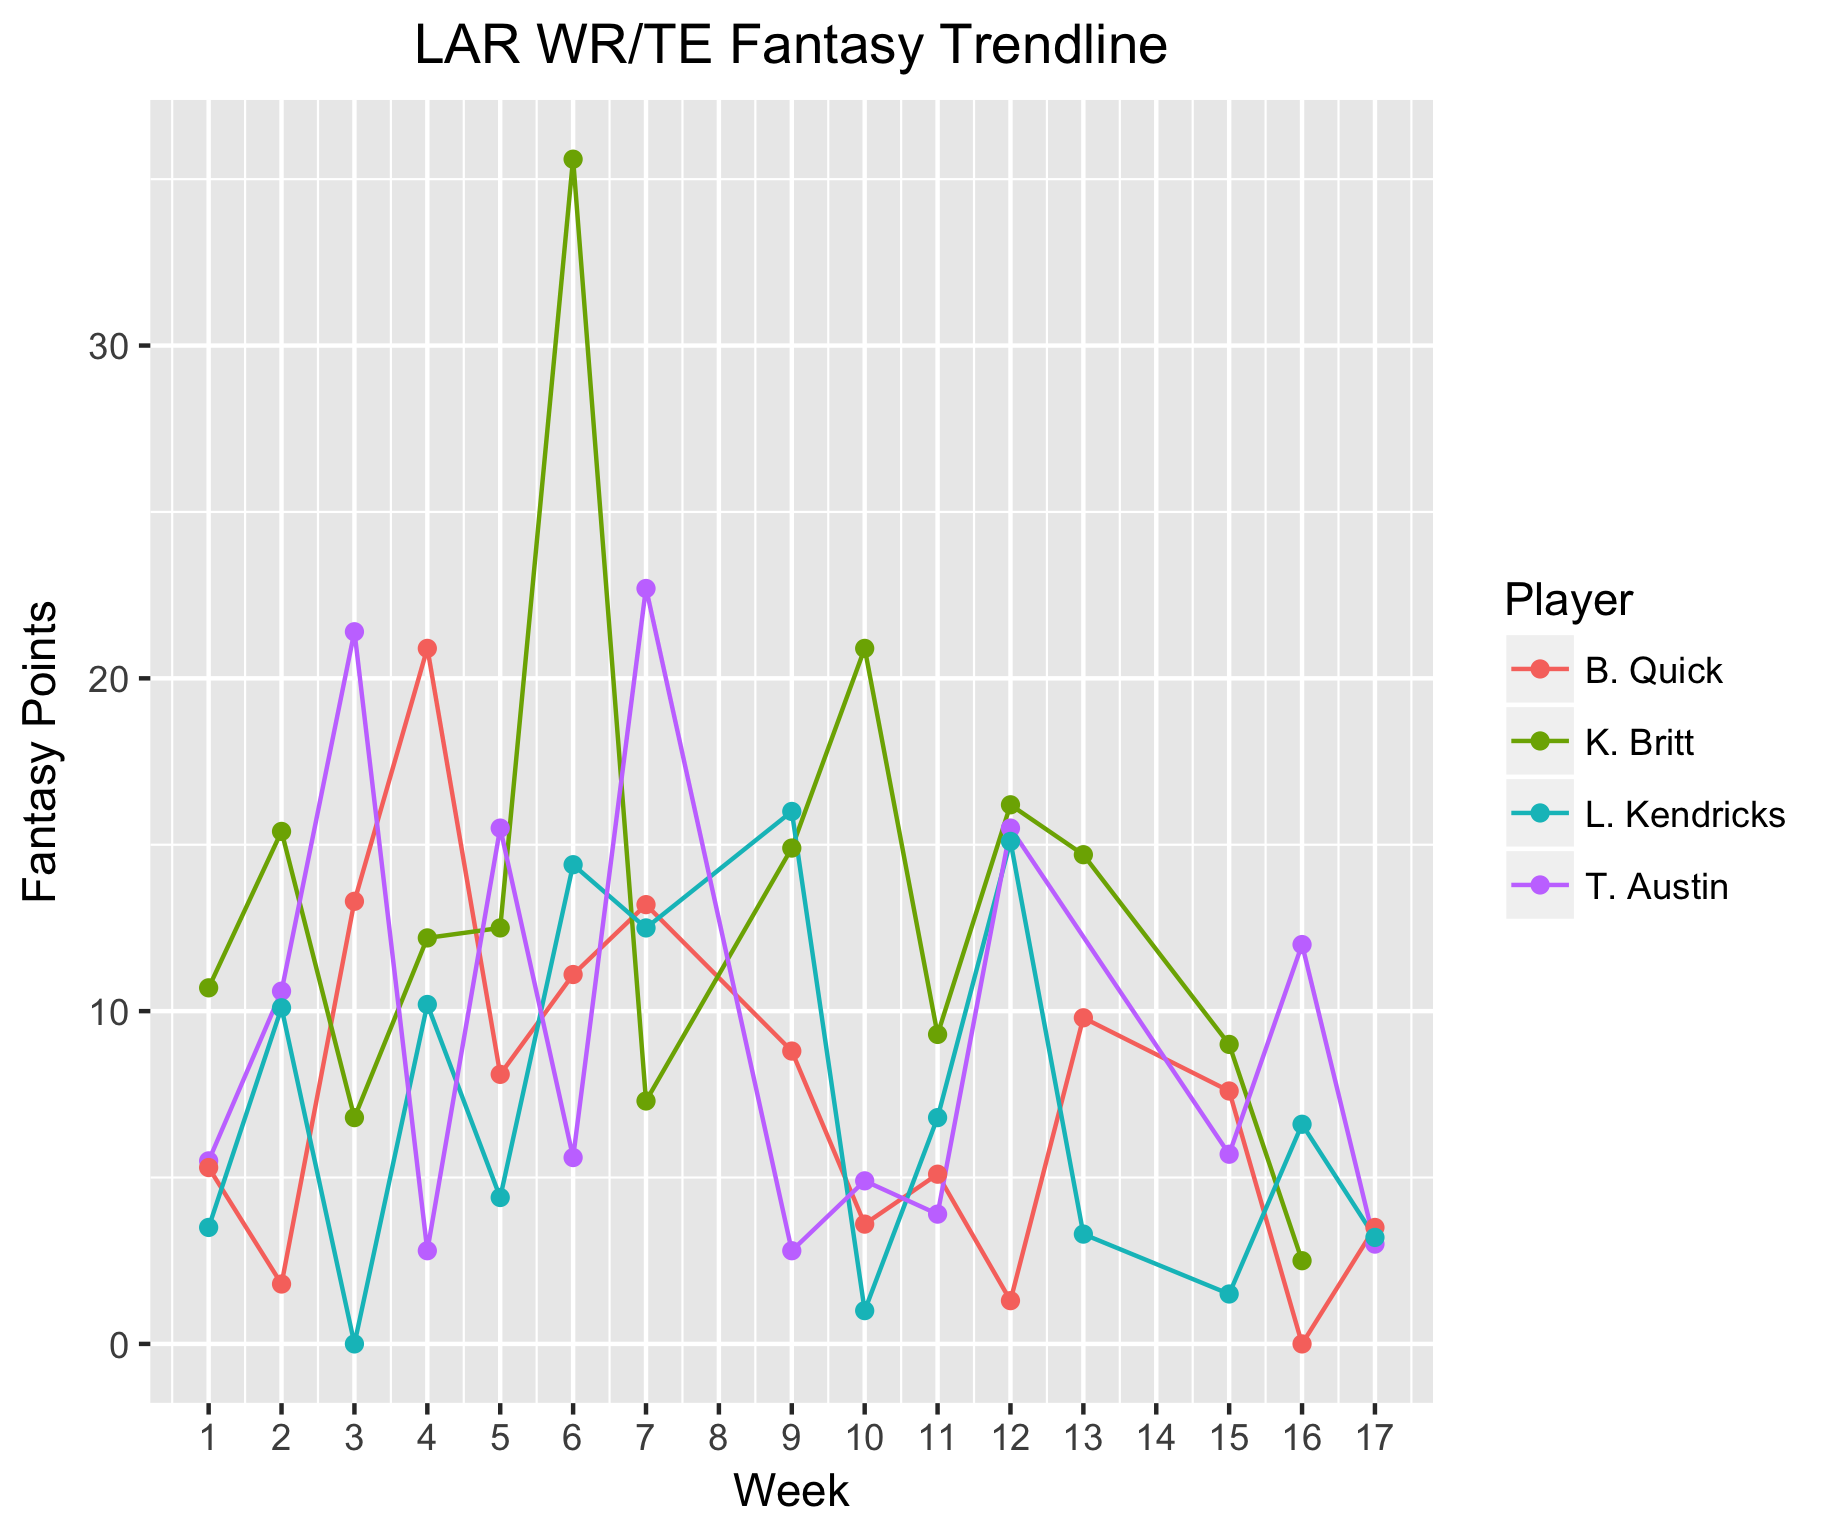 LAR WR/TE Fantasy Trendline
Fantasy Points
30
20
10
0
1 2 3 4 5 6 7 8 9 10 11 12 13 14 15 16 17
Week
Player
B. Quick
K. Britt
L. Kendricks
T. Austin